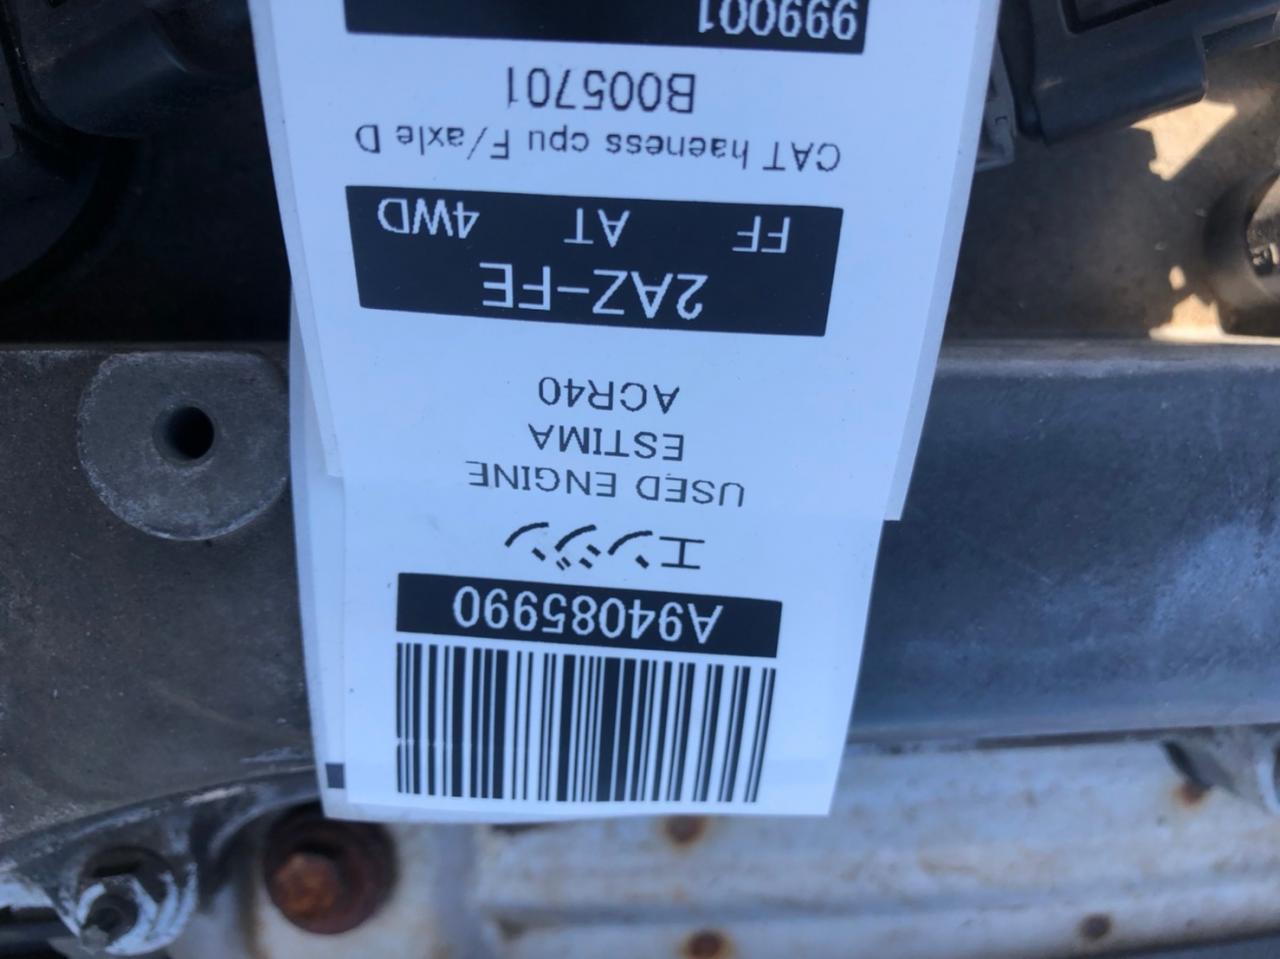 A94085990
エンジン
USED ENGINE
ESTIMA
ACR40
2AZ-FE
FF AT 4WD
CAT haeness cpu F/axle D
B005701
999001